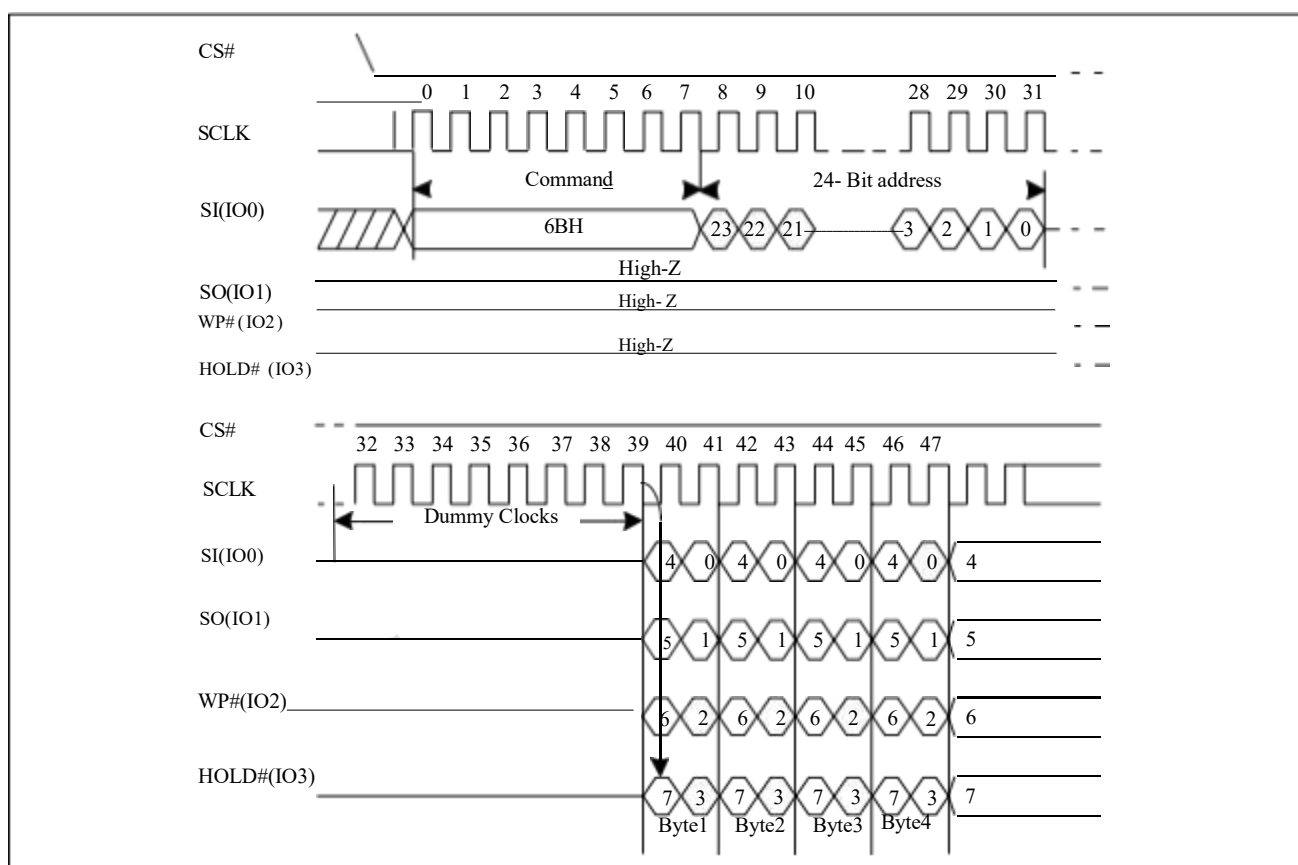 CS#
0 1 2 3 4 5 6 7 8 9 10 28 29 30 31
SCLK
Command 24- Bit address
SI(IO0)
6BH 23 22 21 3 2 1 0
High-Z
SO(IO1)
High- Z
WP# (IO2)
High-Z
HOLD# (IO3)
CS#
32 33 34 35 36 37 38 39 40 41 42 43 44 45 46 47
SCLK
Dummy Clocks
SI(IO0) 4 0 4 0 4 0 4 0 4
SO(IO1)
5 1 5 1 5 1 5 1 5
WP#(IO2)
6 2 6 2 6 2 6 2 6
HOLD#(IO3)
7 3 7 3 7 3 7 3 7
Byte1 Byte2 Byte3 Byte4